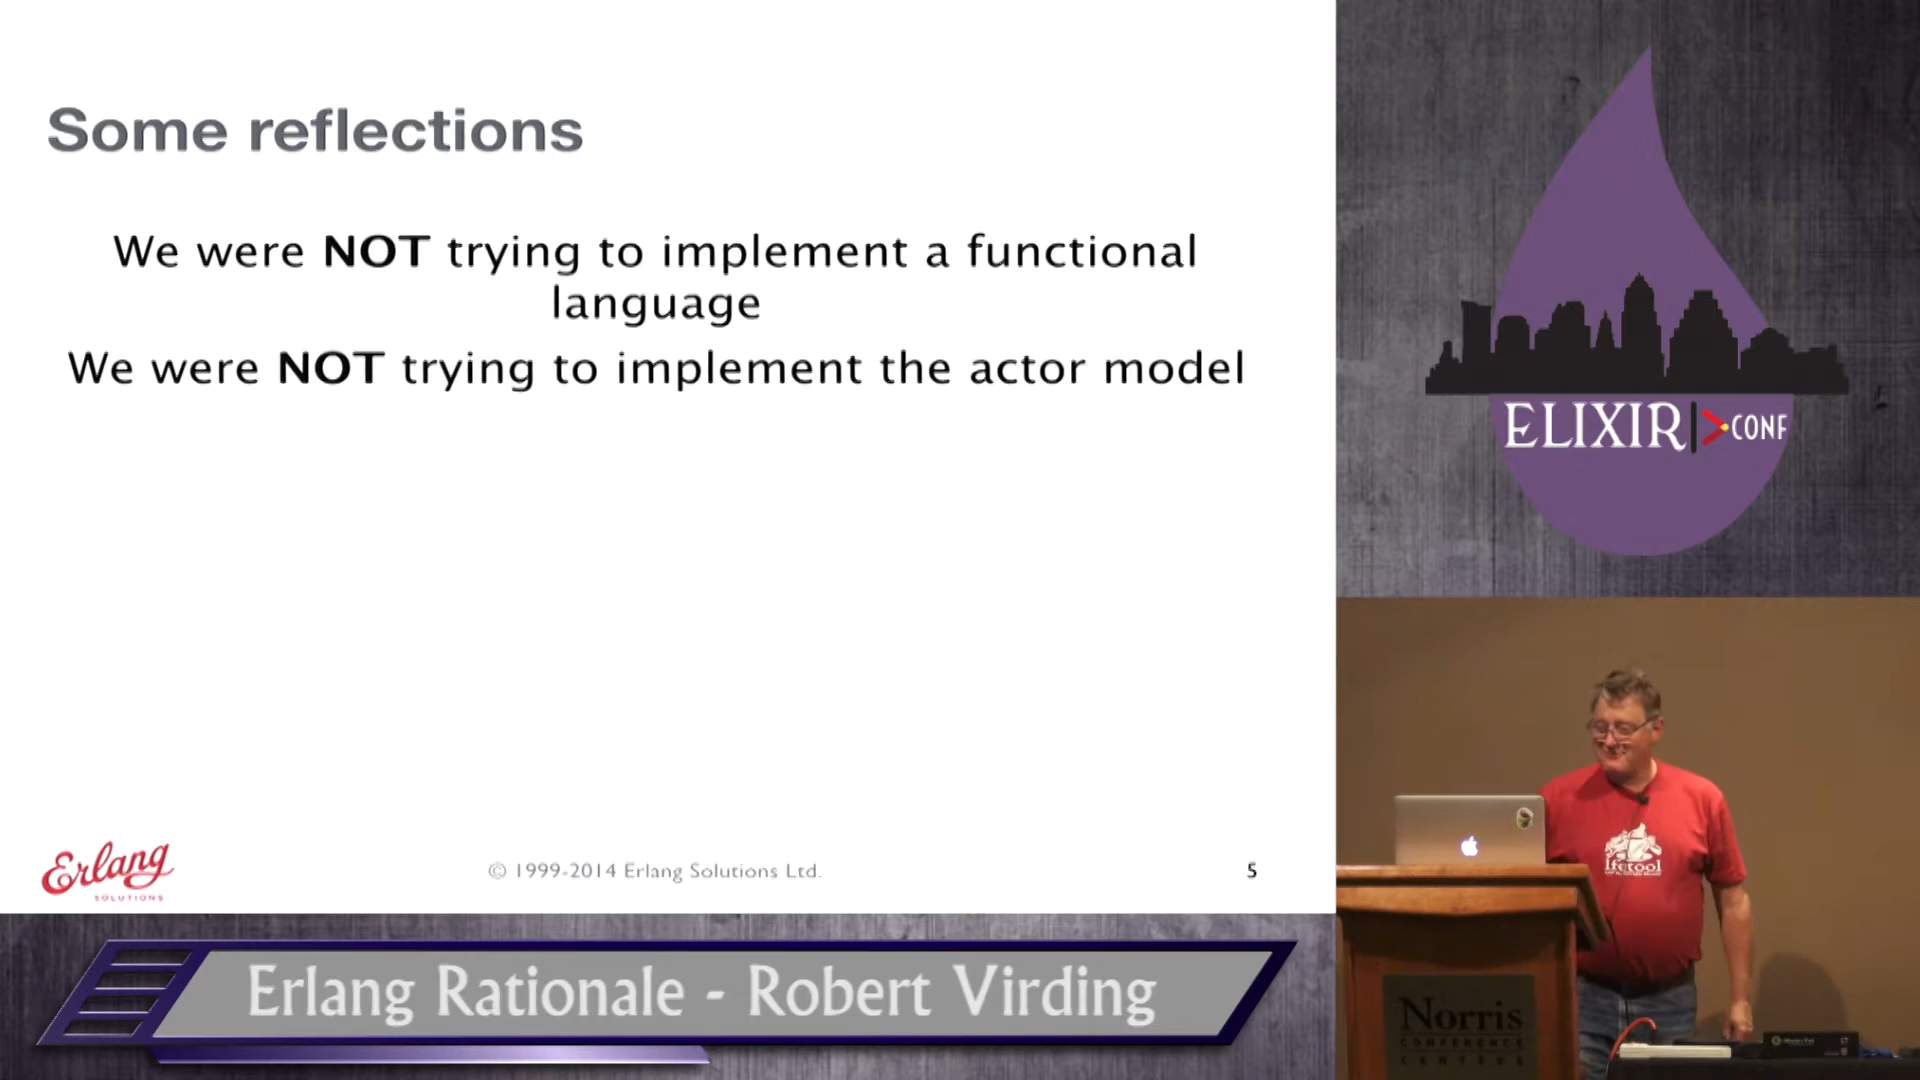 Some reflections
We were NOT trying to implement a functional
language
We were NOT trying to implement the actor model
Erlang
SOLUTIONS
© 1999-2014 Erlang Solutions Ltd.
5
ELIXIR|>CONF
lfetool
Norris
CONFERENCE
CENTERS
Erlang Rationale - Robert Virding